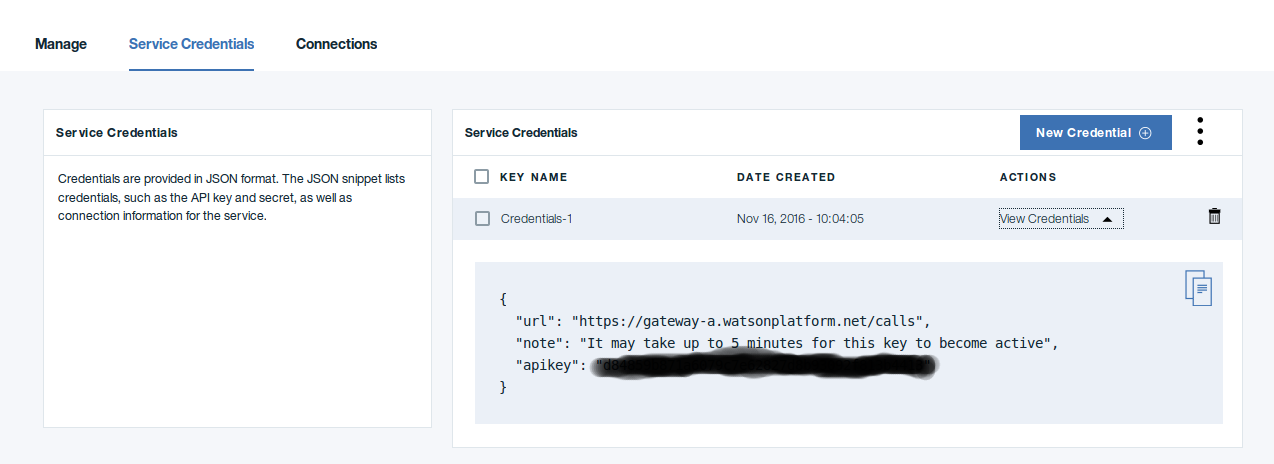 Manage Service Credentials Connections
Service Credentials
Credentials are provided in JSON format. The JSON snippet lists
credentials, such as the API key and secret, as well as
connection information for the service.
Service Credentials New Credential
KEY NAME DATE CREATED ACTIONS
Credentials-1 Nov 16, 2016 - 10:04:05 View Credentials
{
"url": "https://gateway-a.watsonplatform.net/calls",
"note": "It may take up to 5 minutes for this key to become active",
"apikey":
}